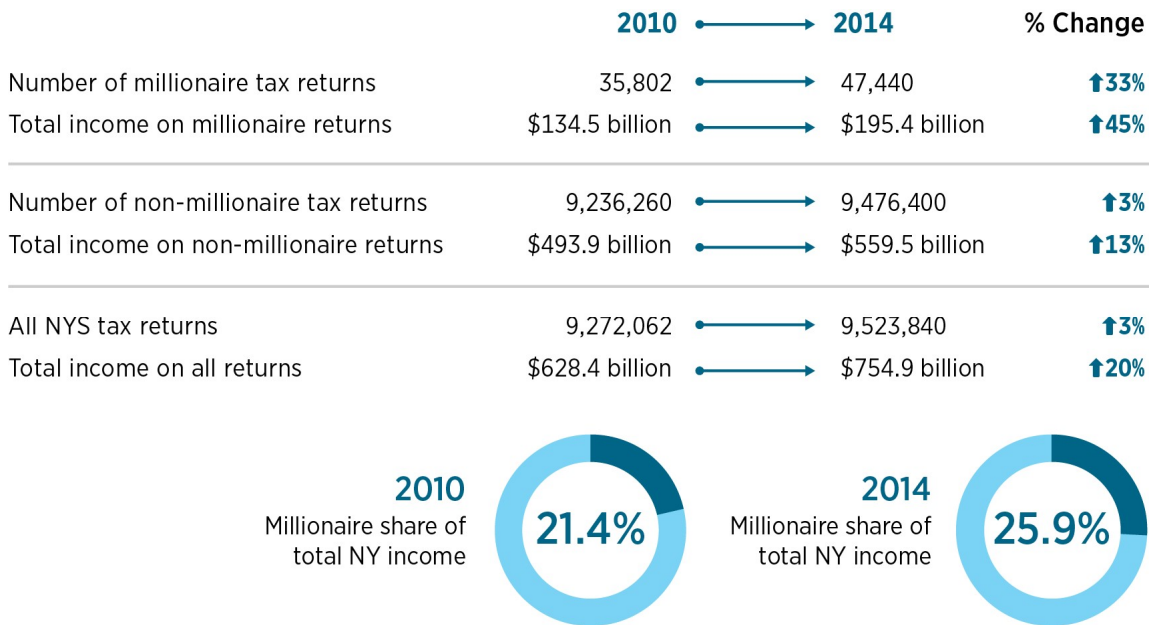 2010 2014 % Change
Number of millionaire tax returns 35,802 47,440 33%
Total income on millionaire returns $134.5 billion $195.4 billion 45%
Number of non-millionaire tax returns 9,236,260 9,476,400 3%
Total income on non-millionaire returns $493.9 billion $559.5 billion 13%
All NYS tax returns 9,272,062 9,523,840 3%
Total income on all returns $628.4 billion $754.9 billion 20%
2010
Millionaire share of
total NY income
21.4%
2014
Millionaire share of
total NY income
25.9%